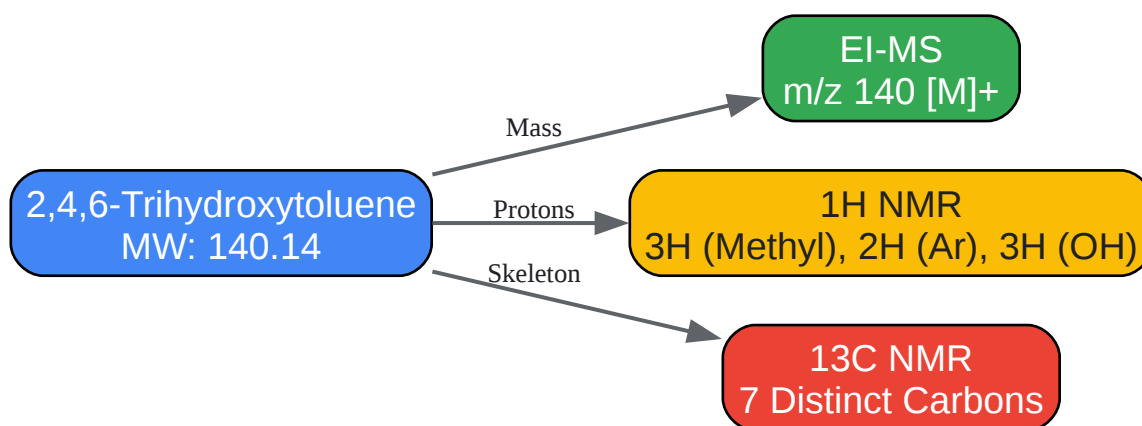 EI-MS
m/z 140 [M]+
Mass
2,4,6-Trihydroxytoluene
MW: 140.14
Protons
1H NMR
3H (Methyl), 2H (Ar), 3H (OH)
Skeleton
13C NMR
7 Distinct Carbons